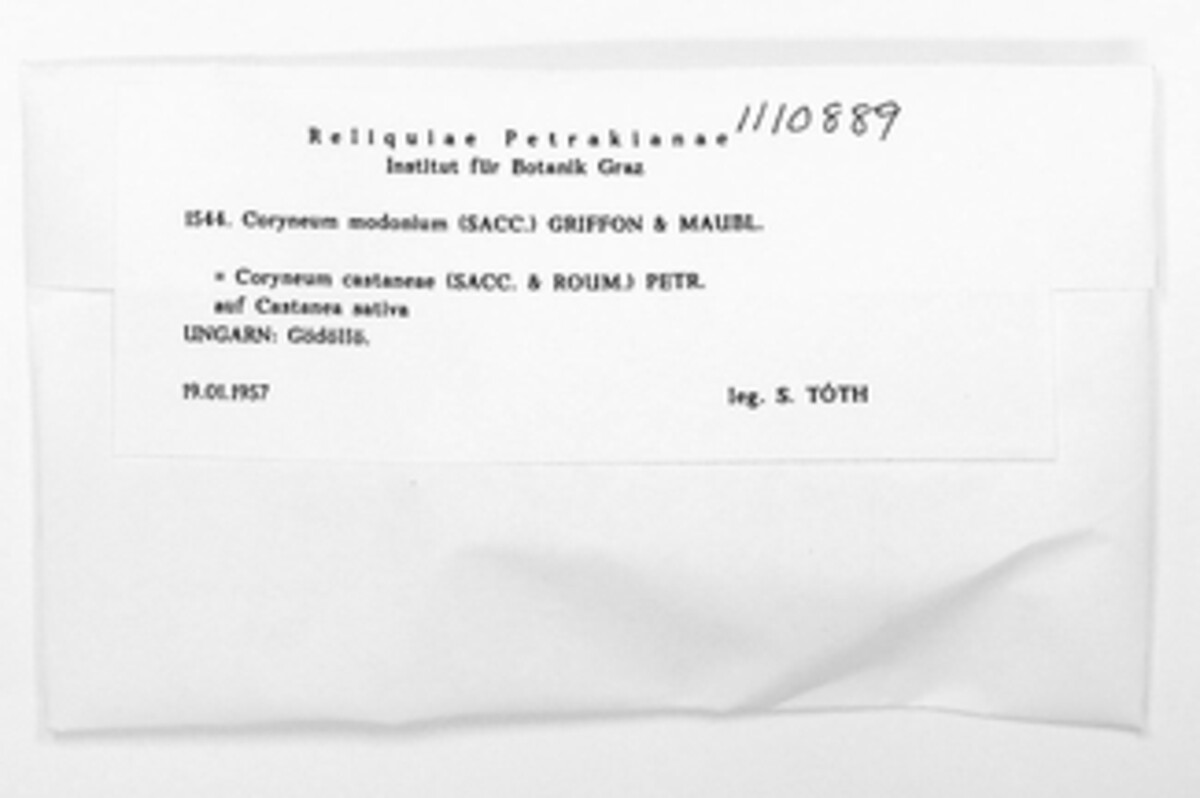 Reliquiae Petrakianae 1110889
Institut für Botanik Graz
1544. Coryneum modonium (SACC.) GRIFFON & MAUBL.
= Coryneum castaneae (SACC. & ROUM.) PETR.
auf Castanea sativa
UNGARN: Gödöllö.
19.01.1957 leg. S. TÓTH